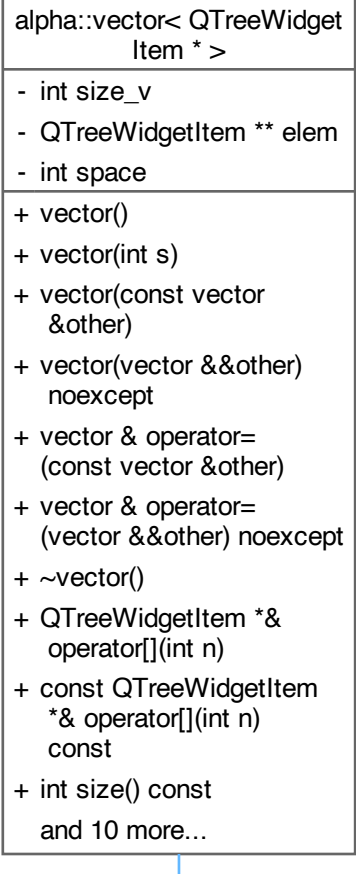 alpha::vector< QTreeWidget
Item * >
- int size_v
- QTreeWidgetItem ** elem
- int space
+ vector()
+ vector(int s)
+ vector(const vector
&other)
+ vector(vector &&other)
noexcept
+ vector & operator=
(const vector &other)
+ vector & operator=
(vector &&other) noexcept
+ ~vector()
+ QTreeWidgetItem *&
operator[](int n)
+ const QTreeWidgetItem
*& operator[](int n)
const
+ int size() const
and 10 more...